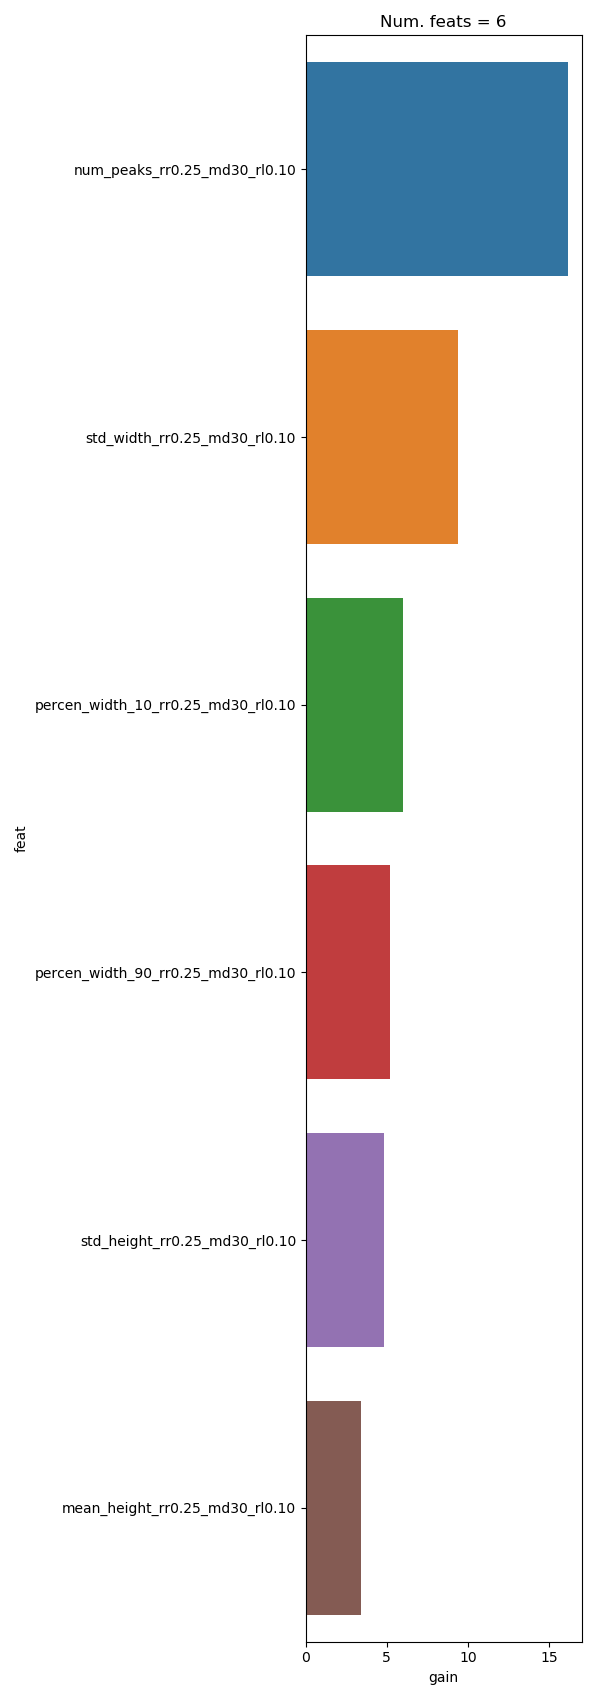 Num. feats = 6
num_peaks_rr0.25_md30_rl0.10
std_width_rr0.25_md30_rl0.10
percen_width_10_rr0.25_md30_rl0.10
feat
percen_width_90_rr0.25_md30_rl0.10
std_height_rr0.25_md30_rl0.10
mean_height_rr0.25_md30_rl0.10
0 5 10 15
gain